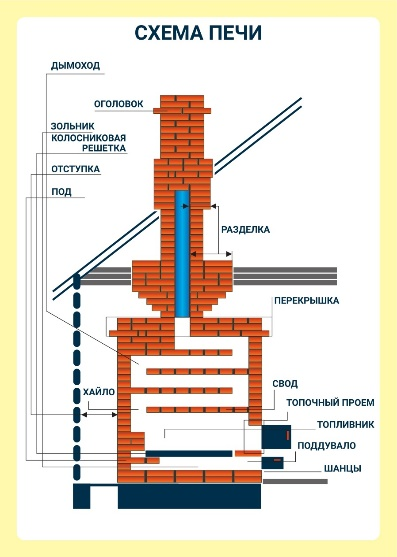 СХЕМА ПЕЧИ
ДЫМОХОД
ОГОЛОВОК
ЗОЛЬНИК
КОЛОСНИКОВАЯ
РЕШЕТКА
ОТСТУПКА
ПОД
РАЗДЕЛКА
ПЕРЕКРЫШКА
ХАЙЛО
СВОД
ТОПОЧНЫЙ ПРОЕМ
ТОПЛИВНИК
ПОДДУВАЛО
ШАНЦЫ